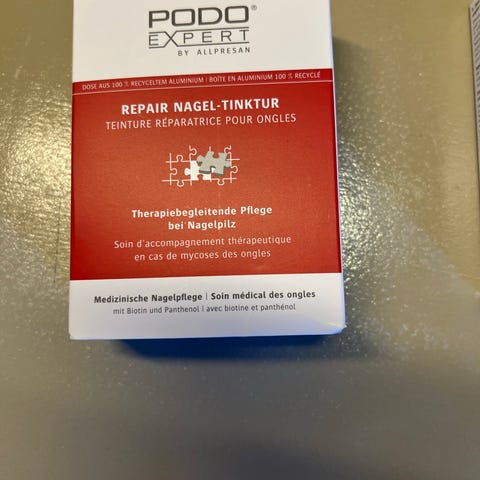 PODO®
EXPERT
BY ALLPRESAN
DOSE AUS 100 % RECYCELTEM ALUMINIUM | BOÎTE EN ALUMINIUM 100 % RECYCLÉ
REPAIR NAGEL-TINKTUR
TEINTURE RÉPARATRICE POUR ONGLES
Therapiebegleitende Pflege
bei Nagelpilz
Soin d'accompagnement thérapeutique
en cas de mycoses des ongles
Medizinische Nagelpflege | Soin médical des ongles
mit Biotin und Panthenol | avec biotine et panthénol